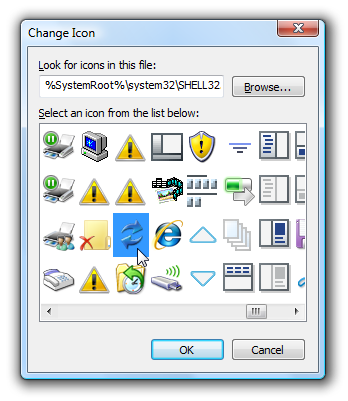 Change Icon
Look for icons in this file:
%SystemRoot%\system32\SHELL32
Browse...
Select an icon from the list below:
OK
Cancel